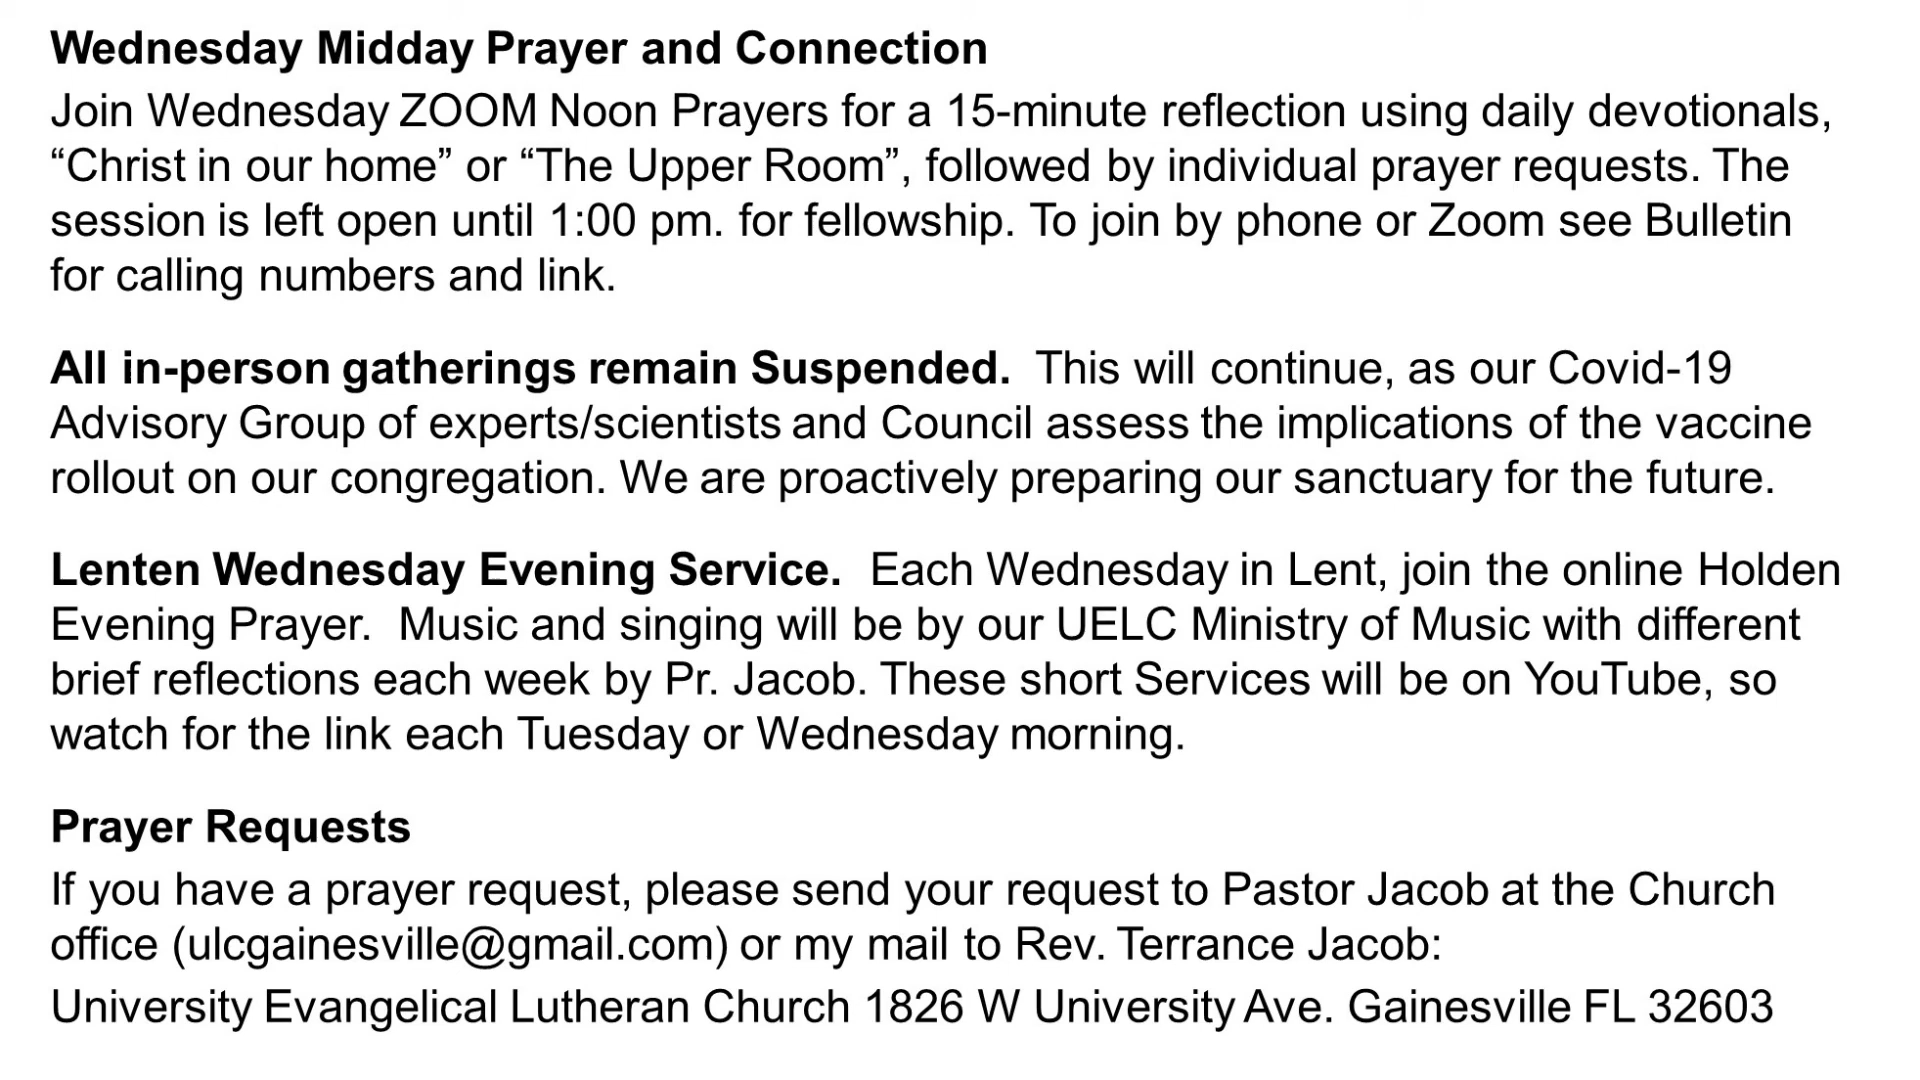 Wednesday Midday Prayer and Connection
Join Wednesday ZOOM Noon Prayers for a 15-minute reflection using daily devotionals,
“Christ in our home” or “The Upper Room”, followed by individual prayer requests. The
session is left open until 1:00 pm. for fellowship. To join by phone or Zoom see Bulletin
for calling numbers and link.
All in-person gatherings remain Suspended.  This will continue, as our Covid-19
Advisory Group of experts/scientists and Council assess the implications of the vaccine
rollout on our congregation. We are proactively preparing our sanctuary for the future.
Lenten Wednesday Evening Service.  Each Wednesday in Lent, join the online Holden
Evening Prayer.  Music and singing will be by our UELC Ministry of Music with different
brief reflections each week by Pr. Jacob. These short Services will be on YouTube, so
watch for the link each Tuesday or Wednesday morning.
Prayer Requests
If you have a prayer request, please send your request to Pastor Jacob at the Church
office (ulcgainesville@gmail.com) or my mail to Rev. Terrance Jacob:
University Evangelical Lutheran Church 1826 W University Ave. Gainesville FL 32603